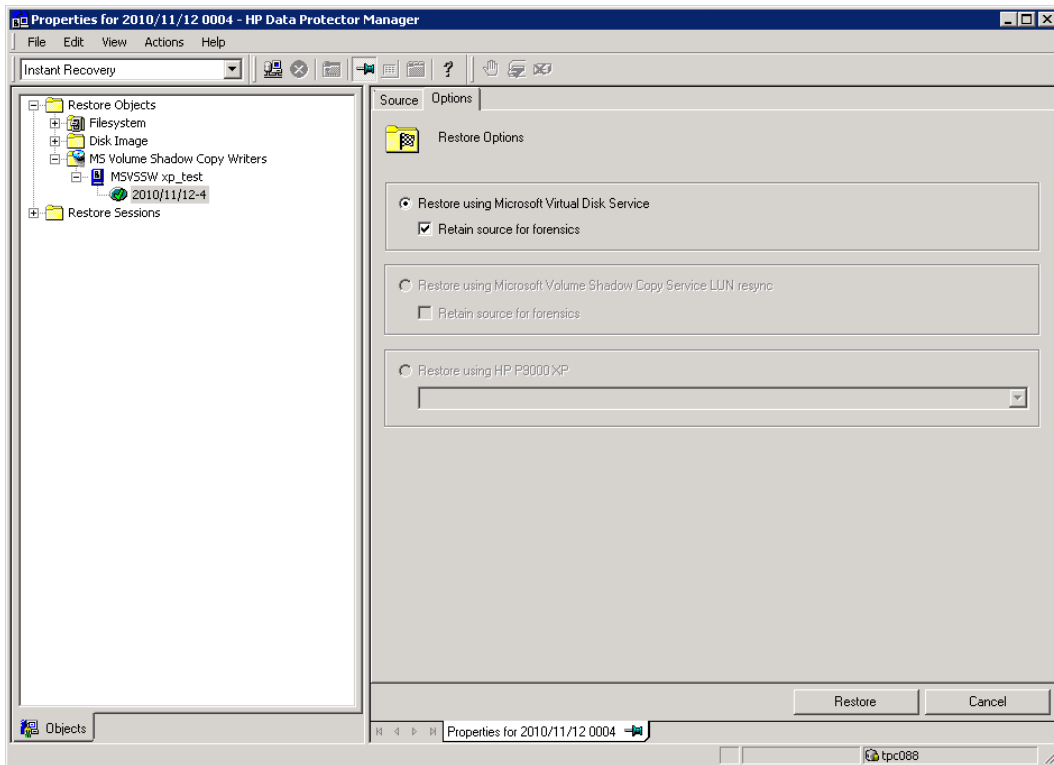 Properties for 2010/11/12 0004 - HP Data Protector Manager
File Edit View Actions Help
Instant Recovery
Restore Objects
Filesystem
Disk Image
MS Volume Shadow Copy Writers
MSVSSW xp_test
2010/11/12-4
Restore Sessions
Objects
Source Options
Restore Options
Restore using Microsoft Virtual Disk Service
Retain source for forensics
Restore using Microsoft Volume Shadow Copy Service LUN resync
Retain source for forensics
Restore using HP P9000 XP
Restore Cancel
Properties for 2010/11/12 0004
tpc088